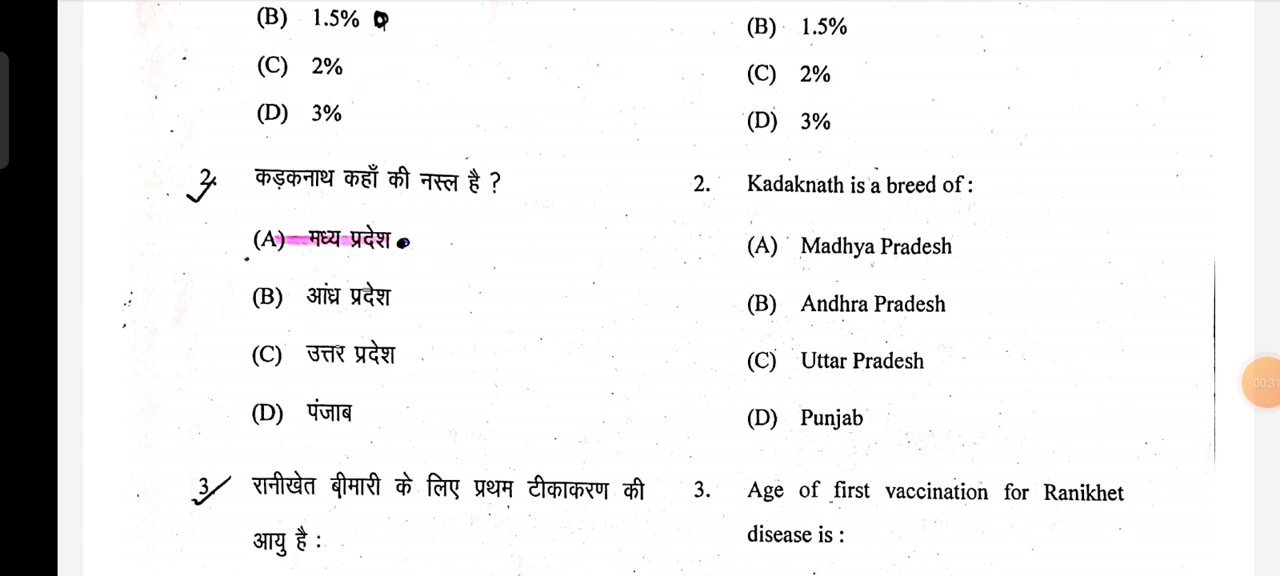 (B) 1.5%
(C) 2%
(D) 3%
2. कड़कनाथ कहाँ की नस्ल है ?
(A) मध्य प्रदेश
(B) आंध्र प्रदेश
(C) उत्तर प्रदेश
(D) पंजाब
3. रानीखेत बीमारी के लिए प्रथम टीकाकरण की
आयु है :
(B) 1.5%
(C) 2%
(D) 3%
2. Kadaknath is a breed of :
(A) Madhya Pradesh
(B) Andhra Pradesh
(C) Uttar Pradesh
(D) Punjab
3. Age of first vaccination for Ranikhet
disease is :